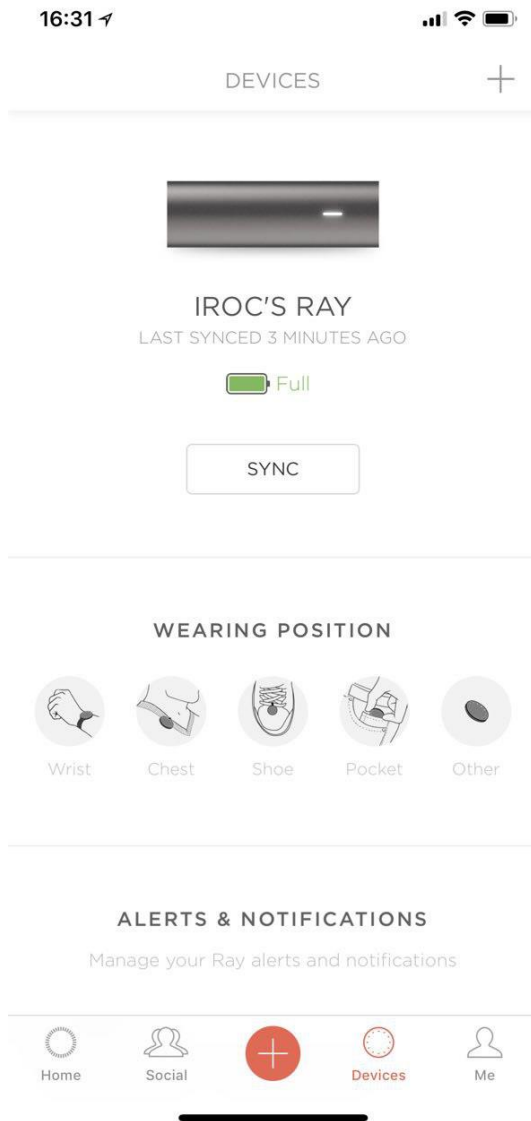 16:31
DEVICES
IROC'S RAY
LAST SYNCED 3 MINUTES AGO
Full
SYNC
WEARING POSITION
Wrist Chest Shoe Pocket Other
ALERTS & NOTIFICATIONS
Manage your Ray alerts and notifications
Home Social Devices Me